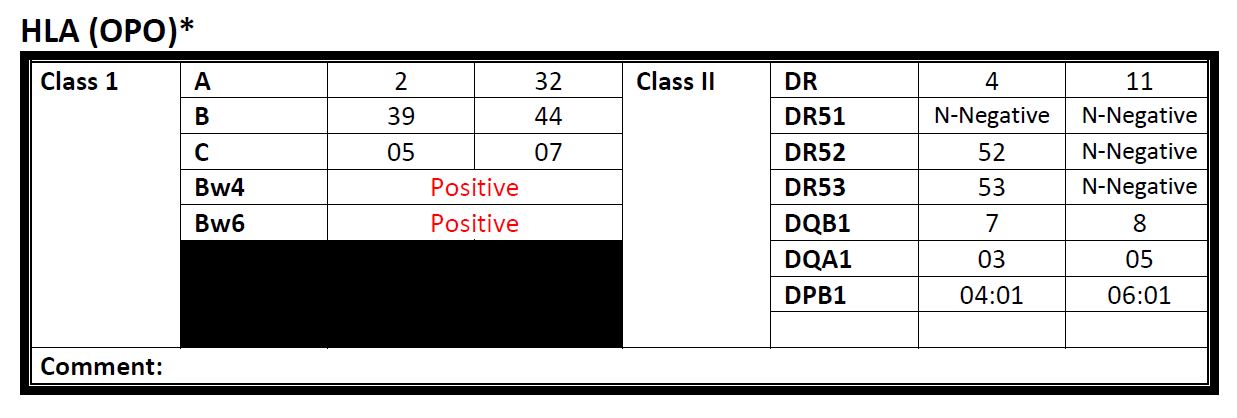 HLA (OPO)*
Class 1 A 2 32 Class II DR 4 11
B 39 44 DR51 N-Negative N-Negative
C 05 07 DR52 52 N-Negative
Bw4 Positive DR53 53 N-Negative
Bw6 Positive DQB1 7 8
DQA1 03 05
DPB1 04:01 06:01
Comment: